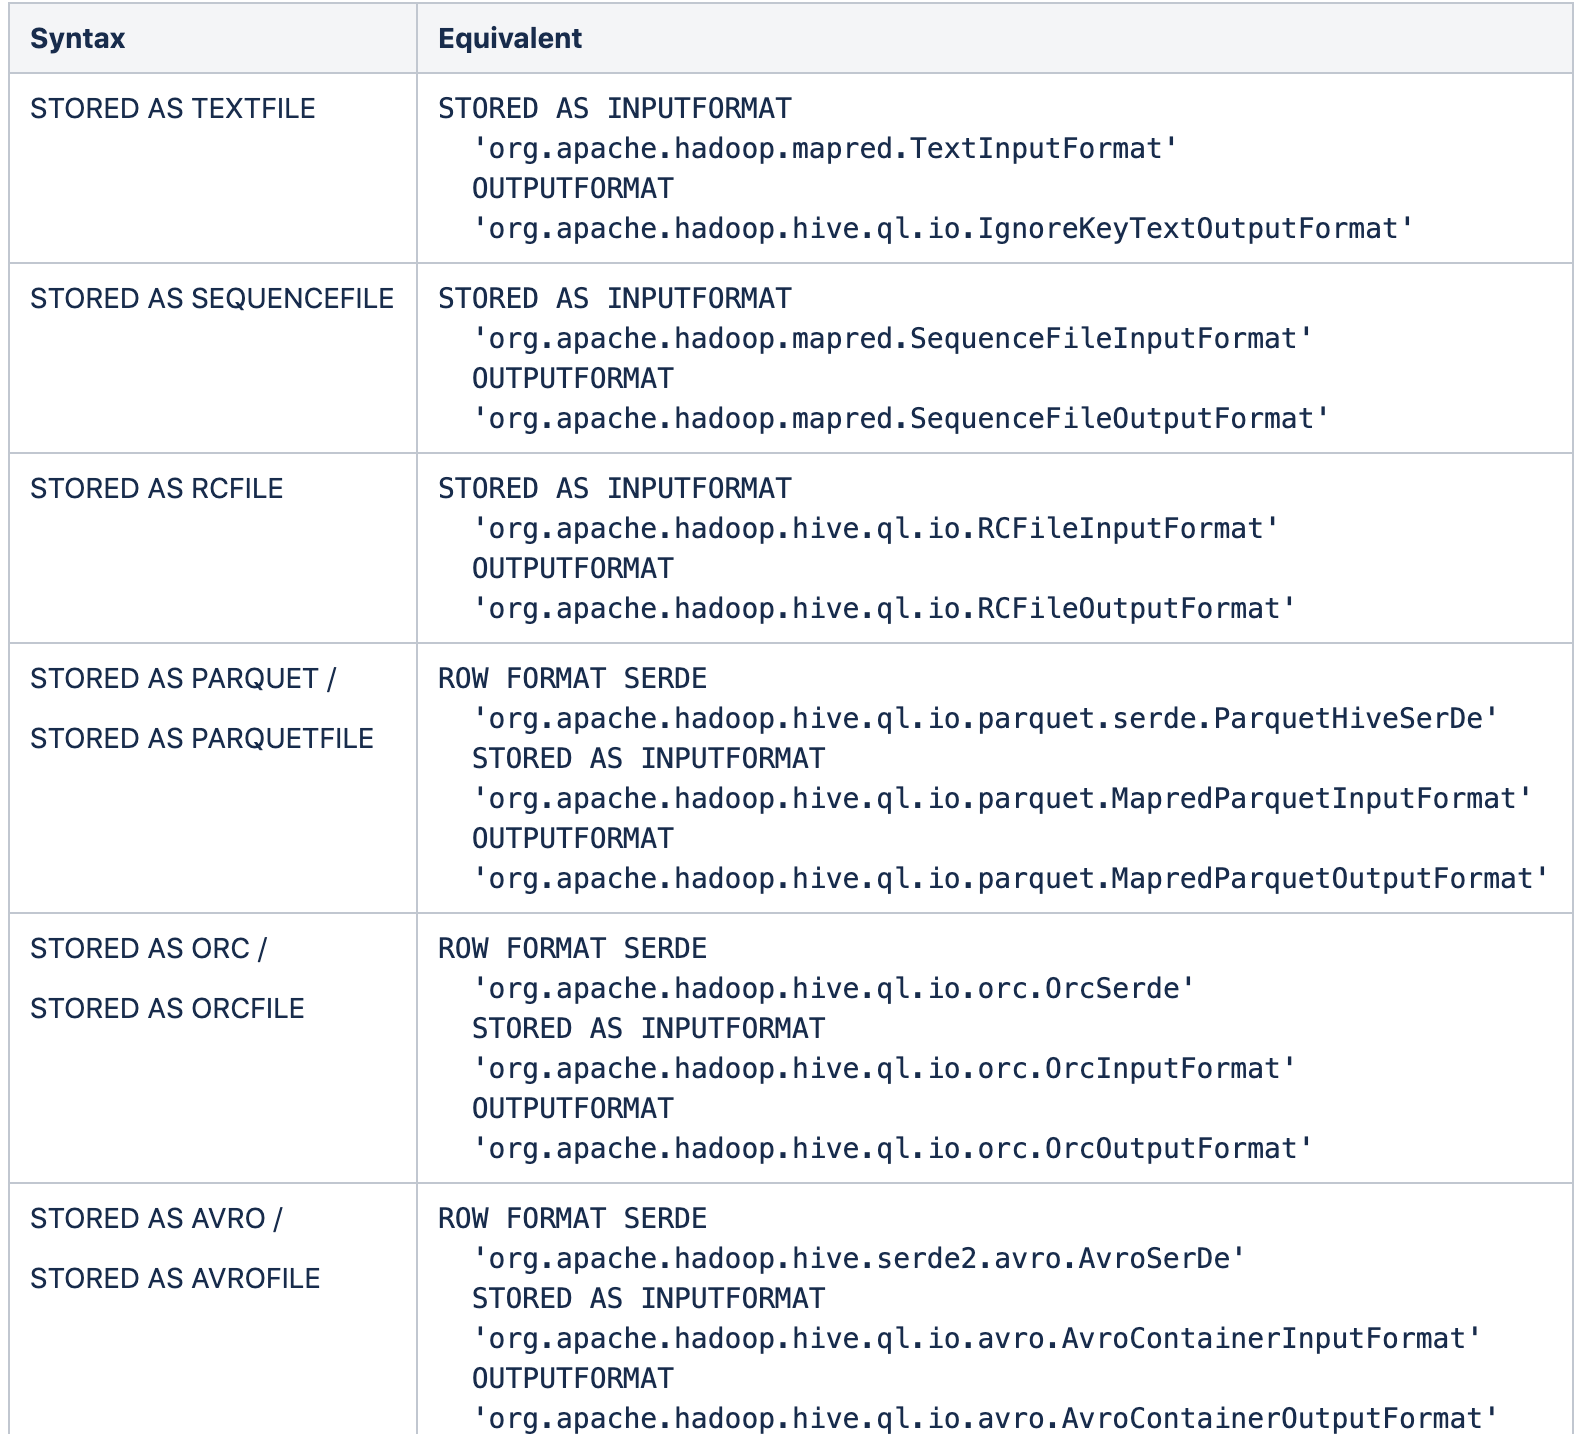 Syntax
Equivalent
STORED AS TEXTFILE
STORED AS INPUTFORMAT
'org.apache.hadoop.mapred.TextInputFormat'
OUTPUTFORMAT
'org.apache.hadoop.hive.ql.io.IgnoreKeyTextOutputFormat'
STORED AS SEQUENCEFILE
STORED AS INPUTFORMAT
'org.apache.hadoop.mapred.SequenceFileInputFormat'
OUTPUTFORMAT
'org.apache.hadoop.mapred.SequenceFileOutputFormat'
STORED AS RCFILE
STORED AS INPUTFORMAT
'org.apache.hadoop.hive.ql.io.RCFileInputFormat'
OUTPUTFORMAT
'org.apache.hadoop.hive.ql.io.RCFileOutputFormat'
STORED AS PARQUET /
STORED AS PARQUETFILE
ROW FORMAT SERDE
'org.apache.hadoop.hive.ql.io.parquet.serde.ParquetHiveSerDe'
STORED AS INPUTFORMAT
'org.apache.hadoop.hive.ql.io.parquet.MapredParquetInputFormat'
OUTPUTFORMAT
'org.apache.hadoop.hive.ql.io.parquet.MapredParquetOutputFormat'
STORED AS ORC /
STORED AS ORCFILE
ROW FORMAT SERDE
'org.apache.hadoop.hive.ql.io.orc.OrcSerde'
STORED AS INPUTFORMAT
'org.apache.hadoop.hive.ql.io.orc.OrcInputFormat'
OUTPUTFORMAT
'org.apache.hadoop.hive.ql.io.orc.OrcOutputFormat'
STORED AS AVRO /
STORED AS AVROFILE
ROW FORMAT SERDE
'org.apache.hadoop.hive.serde2.avro.AvroSerDe'
STORED AS INPUTFORMAT
'org.apache.hadoop.hive.ql.io.avro.AvroContainerInputFormat'
OUTPUTFORMAT
'org.apache.hadoop.hive.ql.io.avro.AvroContainerOutputFormat'